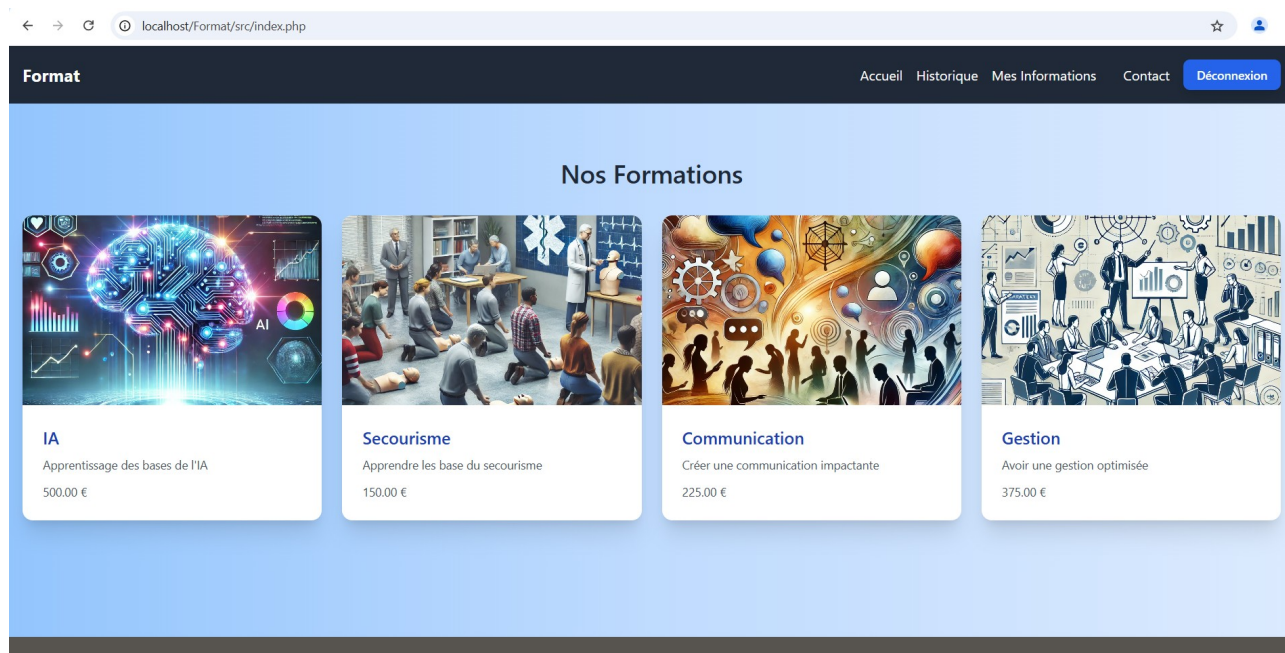 localhost/Format/src/index.php
Format
Accueil Historique Mes Informations Contact Déconnexion
Nos Formations
AI
IA
Apprentissage des bases de l'IA
500.00 €
Secourisme
Apprendre les base du secourisme
150.00 €
Communication
Créer une communication impactante
225.00 €
Gestion
Avoir une gestion optimisée
375.00 €